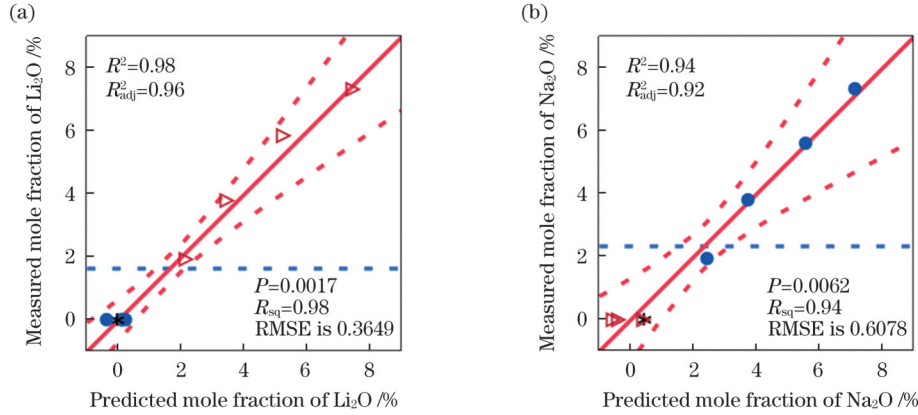 (a)
Measured mole fraction of Li₂O /%
8
6
4
2
0
R²=0.98
R²adj=0.96
P=0.0017
Rsq=0.98
RMSE is 0.3649
0 2 4 6 8
Predicted mole fraction of Li₂O /%
(b)
Measured mole fraction of Na₂O /%
8
6
4
2
0
R²=0.94
R²adj=0.92
P=0.0062
Rsq=0.94
RMSE is 0.6078
0 2 4 6 8
Predicted mole fraction of Na₂O /%